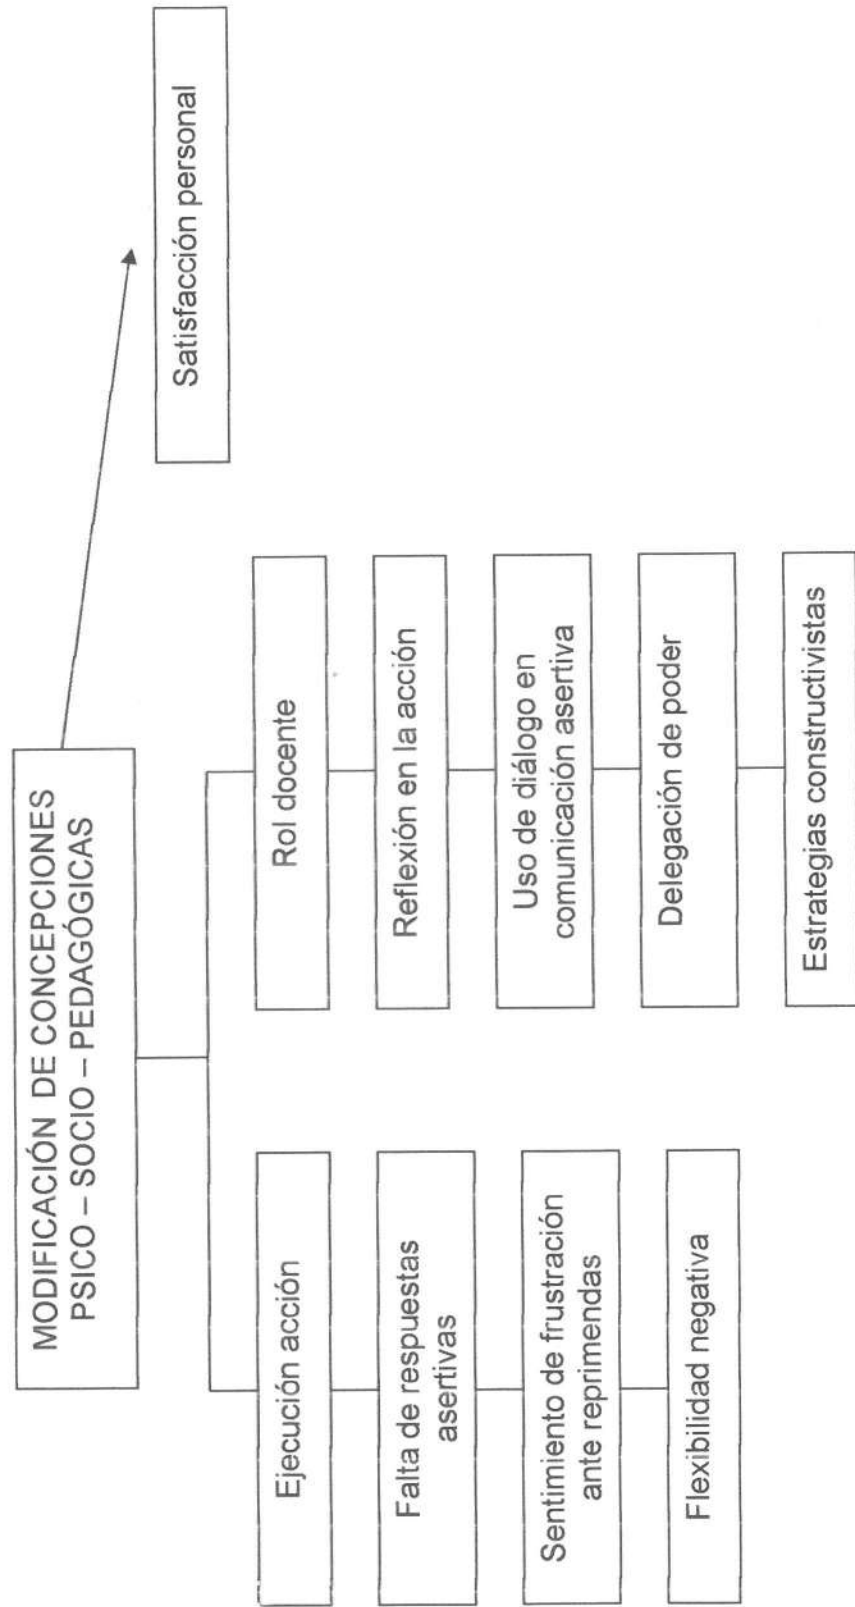 MODIFICACIÓN DE CONCEPCIONES
PSICO – SOCIO – PEDAGÓGICAS
Satisfacción personal
Ejecución acción
Falta de respuestas
asertivas
Sentimiento de frustración
ante reprimendas
Flexibilidad negativa
Rol docente
Reflexión en la acción
Uso de diálogo en
comunicación asertiva
Delegación de poder
Estrategias constructivistas